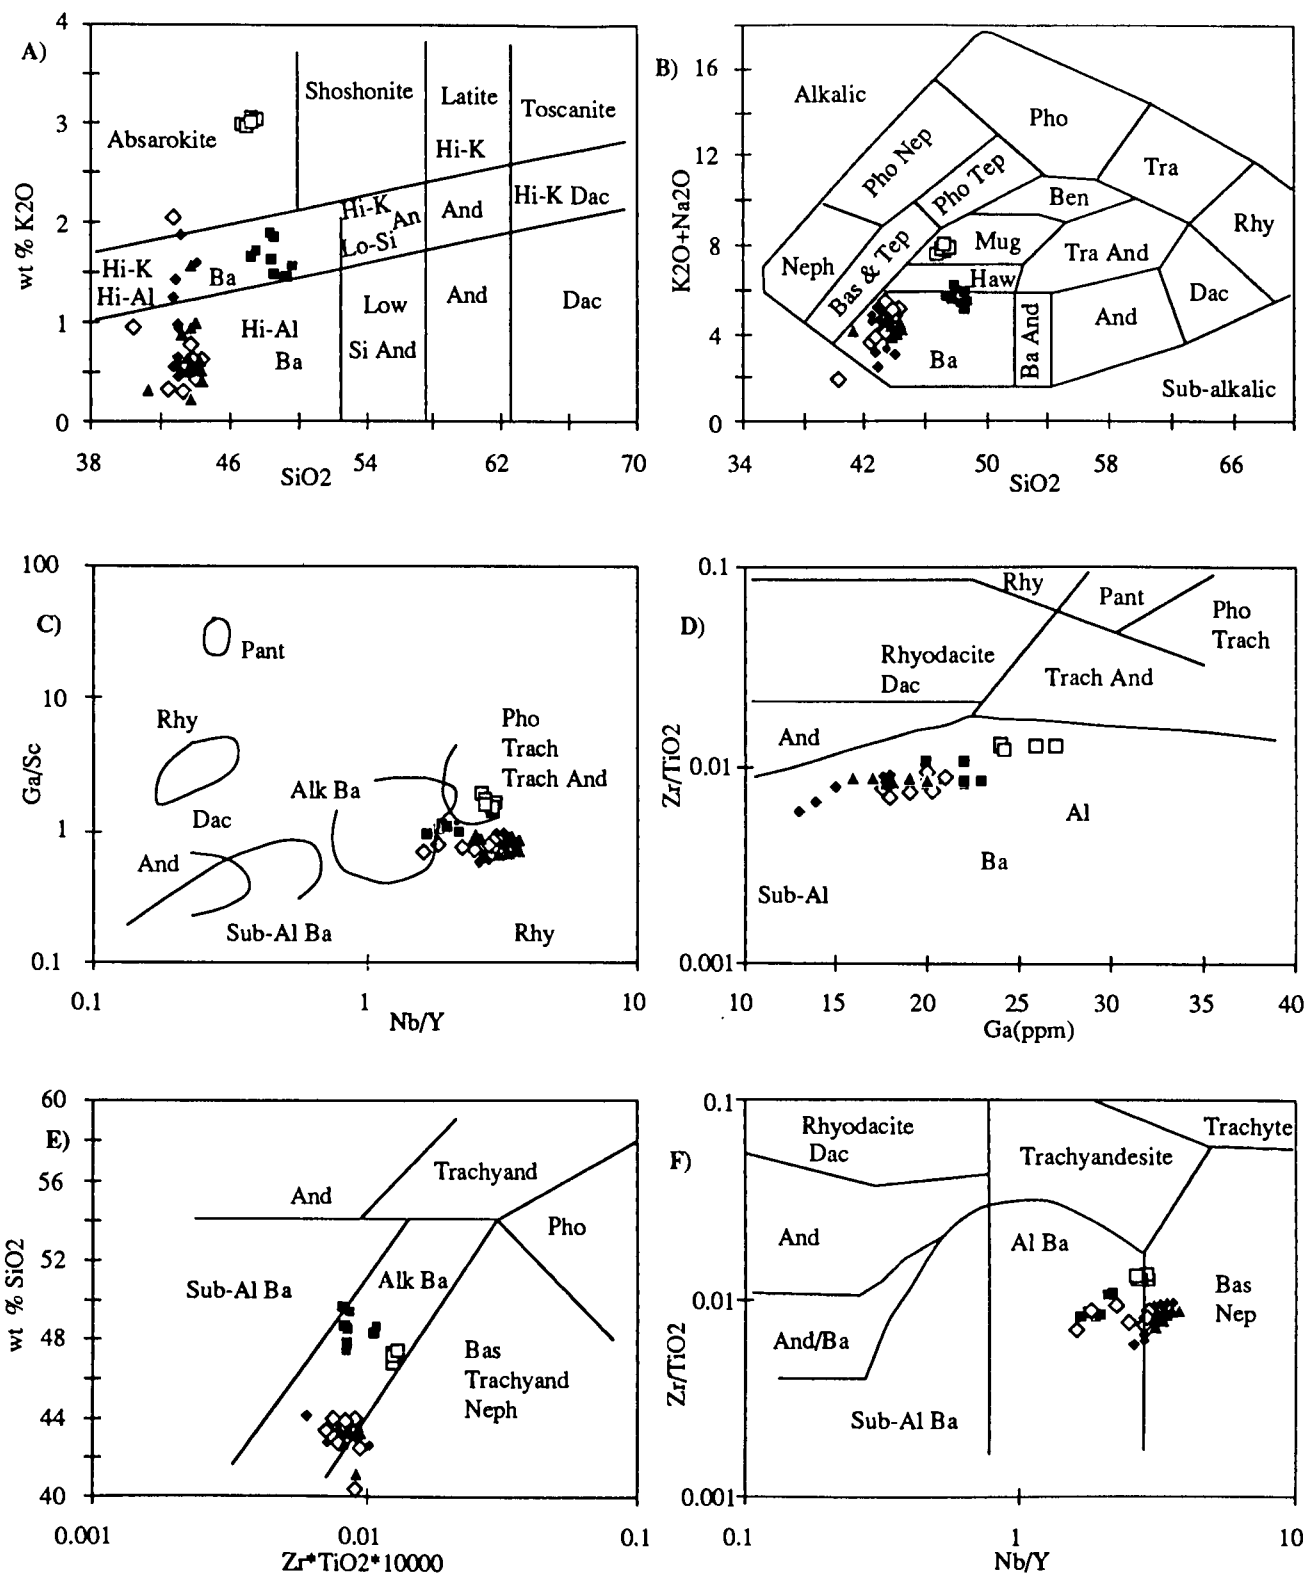 A)
4
3
2
1
0
wt % K2O
Absarokite
Shoshonite
Latite
Toscanite
Hi-K
Hi-K Dac
Hi-K
An
And
Lo-Si
Hi-K
Hi-Al
Ba
Hi-Al
Ba
Low
Si And
And
Dac
38
46
54
62
70
SiO2
B)
16
12
8
4
0
K2O+Na2O
Alkalic
Pho
Pho Nep
Pho Tep
Tra
Ben
Rhy
Neph
Bas & Tep
Mug
Tra And
Haw
Dac
Ba
Ba And
And
Sub-alkalic
34
42
50
58
66
SiO2
C)
100
10
1
0.1
Ga/Sc
Pant
Rhy
Pho
Trach
Trach And
Alk Ba
Dac
And
Sub-Al Ba
Rhy
0.1
1
10
Nb/Y
D)
0.1
0.01
0.001
Zr/TiO2
Rhy
Pant
Pho
Trach
Rhyodacite
Dac
Trach And
And
Al
Ba
Sub-Al
10
15
20
25
30
35
40
Ga(ppm)
E)
60
56
52
48
44
40
wt % SiO2
Trachyand
And
Pho
Sub-Al Ba
Alk Ba
Bas
Trachyand
Neph
0.001
0.01
0.1
Zr*TiO2*10000
F)
0.1
0.01
0.001
Zr/TiO2
Rhyodacite
Dac
Trachyte
Trachyandesite
And
Al Ba
Bas
Nep
And/Ba
Sub-Al Ba
0.1
1
10
Nb/Y